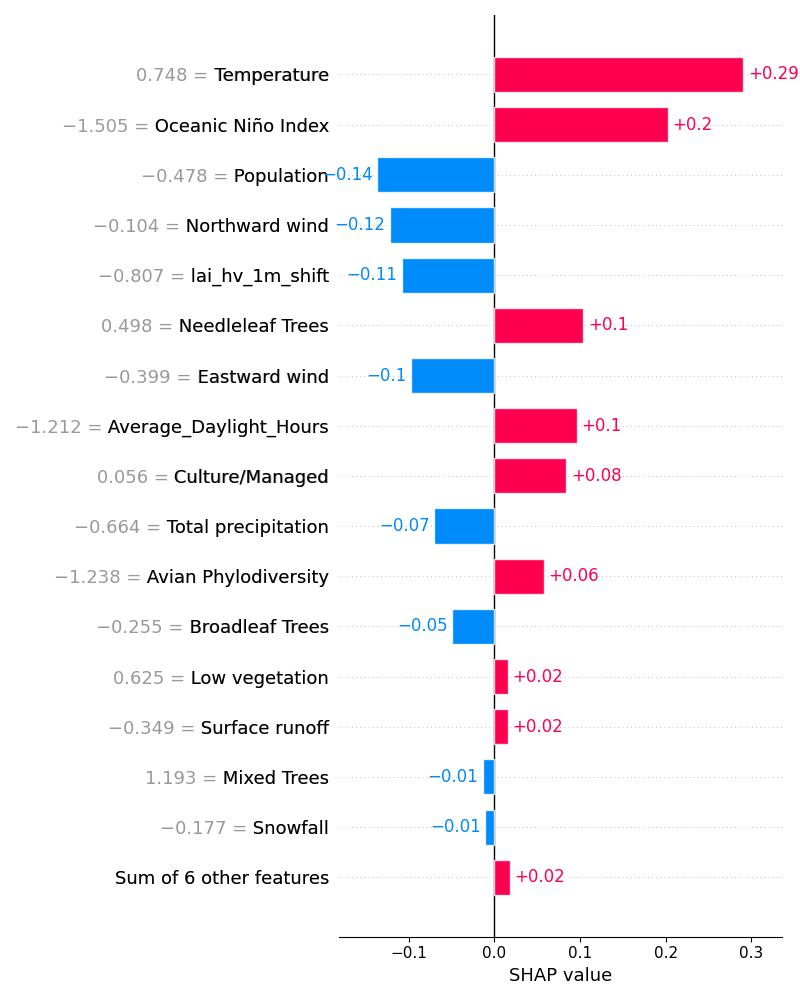 0.748 = Temperature +0.29
−1.505 = Oceanic Niño Index +0.2
−0.478 = Population −0.14
−0.104 = Northward wind −0.12
−0.807 = lai_hv_1m_shift −0.11
0.498 = Needleleaf Trees +0.1
−0.399 = Eastward wind −0.1
−1.212 = Average_Daylight_Hours +0.1
0.056 = Culture/Managed +0.08
−0.664 = Total precipitation −0.07
−1.238 = Avian Phylodiversity +0.06
−0.255 = Broadleaf Trees −0.05
0.625 = Low vegetation +0.02
−0.349 = Surface runoff +0.02
1.193 = Mixed Trees −0.01
−0.177 = Snowfall −0.01
Sum of 6 other features +0.02
−0.1 0.0 0.1 0.2 0.3
SHAP value